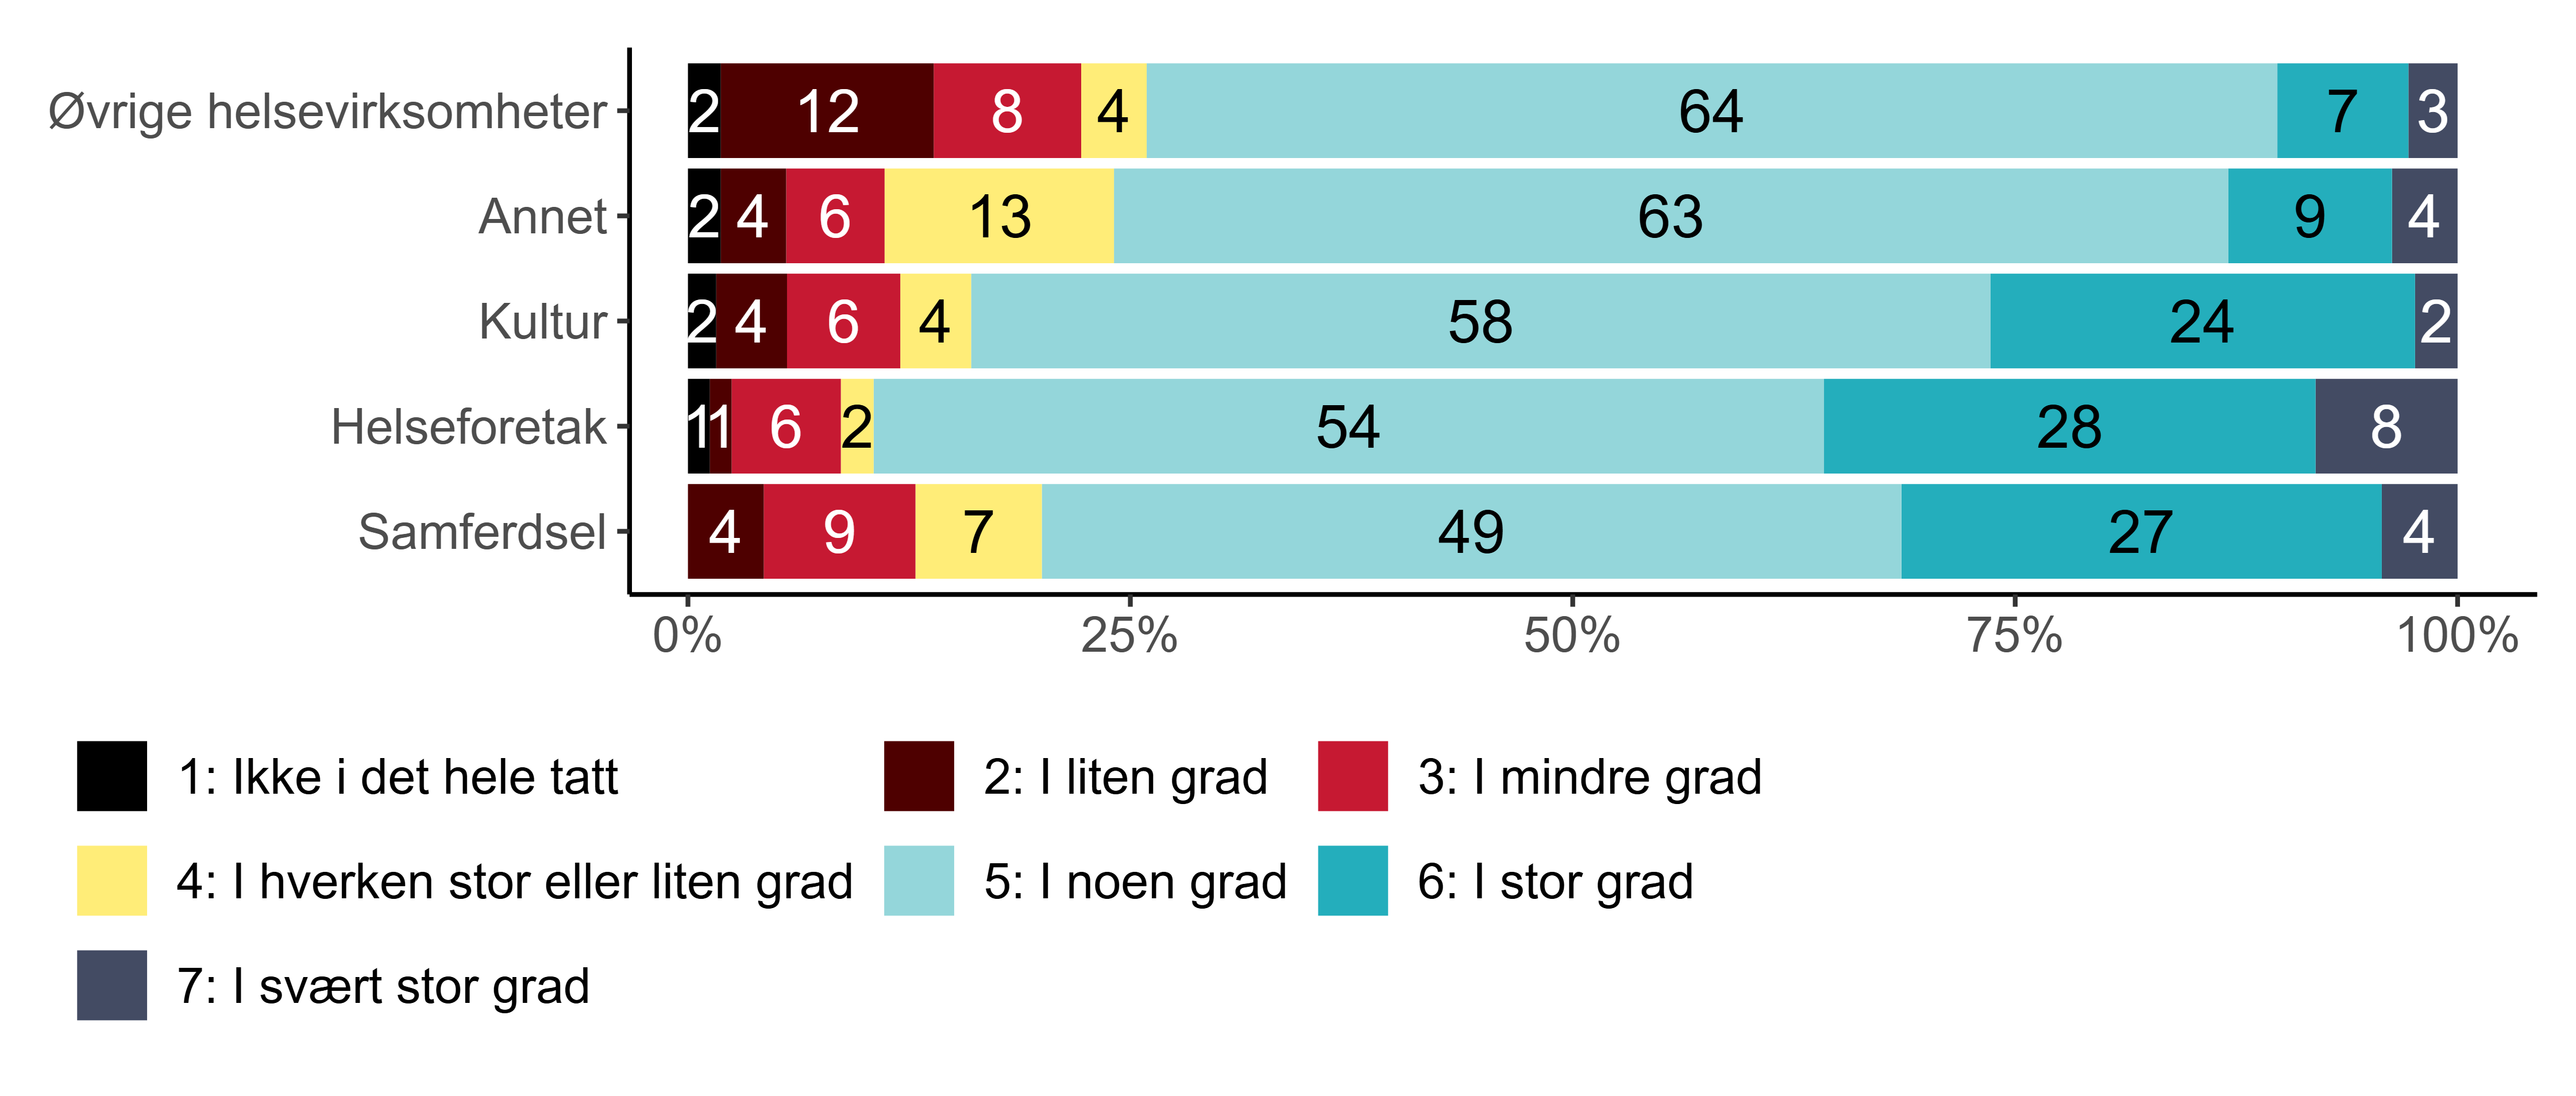 Øvrige helsevirksomheter 2 12 8 4 64 7 3
Annet 2 4 6 13 63 9 4
Kultur 2 4 6 4 58 24 2
Helseforetak 1 1 6 2 54 28 8
Samferdsel 4 9 7 49 27 4
0% 25% 50% 75% 100%
1: Ikke i det hele tatt 2: I liten grad 3: I mindre grad
4: I hverken stor eller liten grad 5: I noen grad 6: I stor grad
7: I svært stor grad